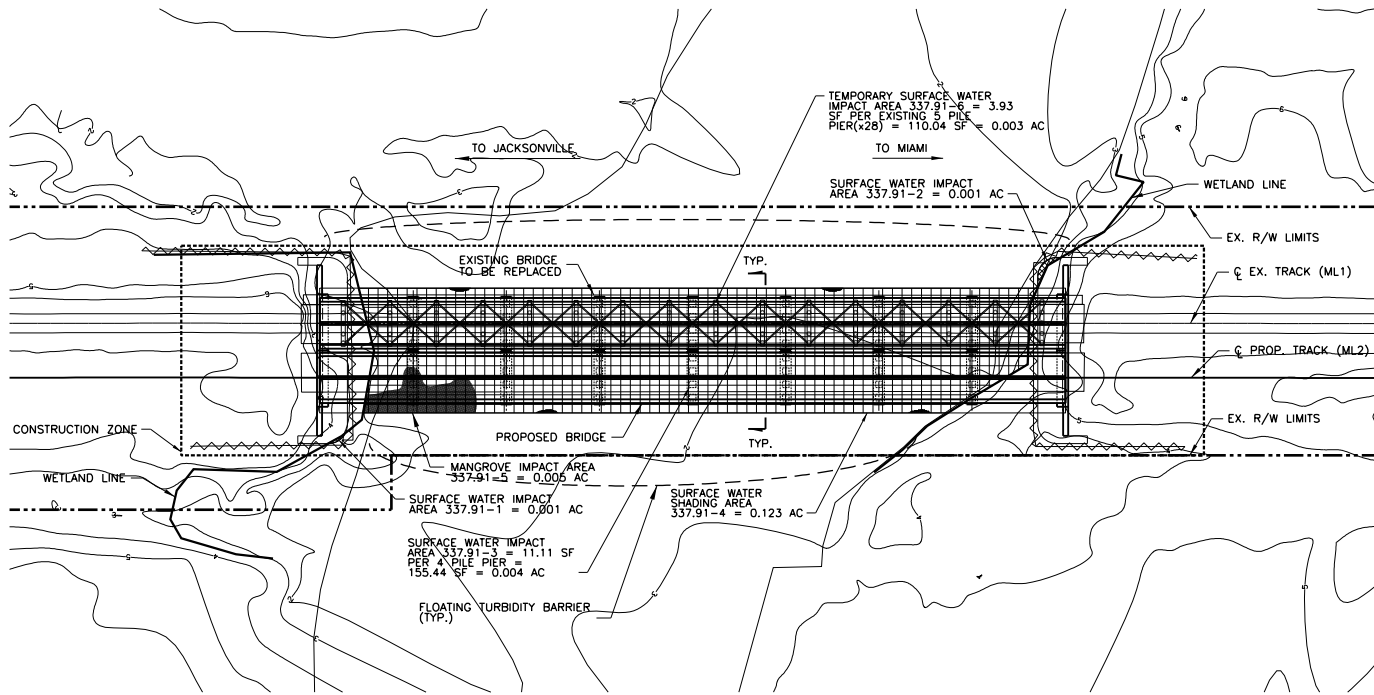 TEMPORARY SURFACE WATER
IMPACT AREA 337.91-6 = 3.93
SF PER EXISTING 5 PILE
PIER(x28) = 110.04 SF = 0.003 AC
TO JACKSONVILLE
TO MIAMI
SURFACE WATER IMPACT
AREA 337.91-2 = 0.001 AC
WETLAND LINE
EX. R/W LIMITS
EXISTING BRIDGE
TO BE REPLACED
TYP.
℄ EX. TRACK (ML1)
℄ PROP. TRACK (ML2)
EX. R/W LIMITS
CONSTRUCTION ZONE
PROPOSED BRIDGE
TYP.
MANGROVE IMPACT AREA
337.91-5 = 0.005 AC
WETLAND LINE
SURFACE WATER IMPACT
AREA 337.91-1 = 0.001 AC
SURFACE WATER
SHADING AREA
337.91-4 = 0.123 AC
SURFACE WATER IMPACT
AREA 337.91-3 = 11.11 SF
PER 4 PILE PIER =
155.44 SF = 0.004 AC
FLOATING TURBIDITY BARRIER
(TYP.)